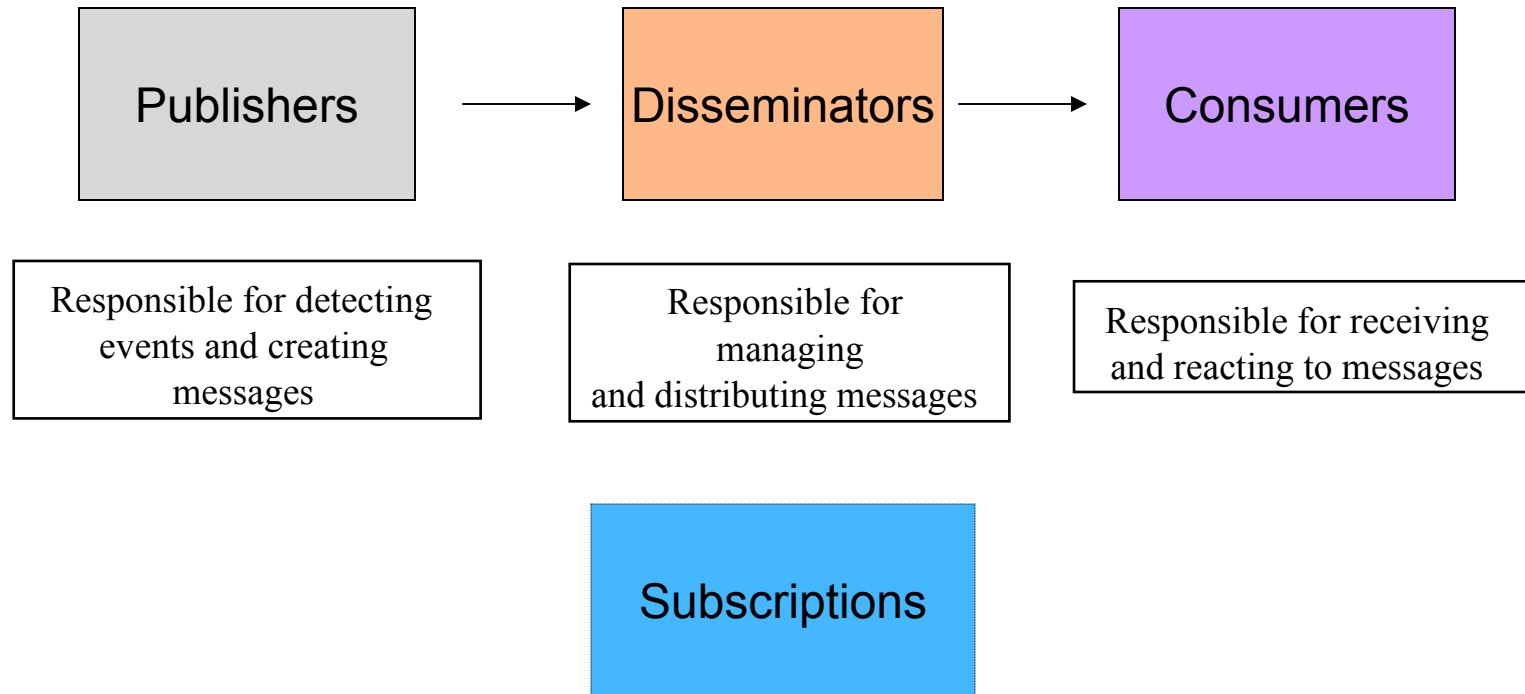 Publishers
Disseminators
Consumers
Responsible for detecting
events and creating
messages
Responsible for
managing
and distributing messages
Responsible for receiving
and reacting to messages
Subscriptions